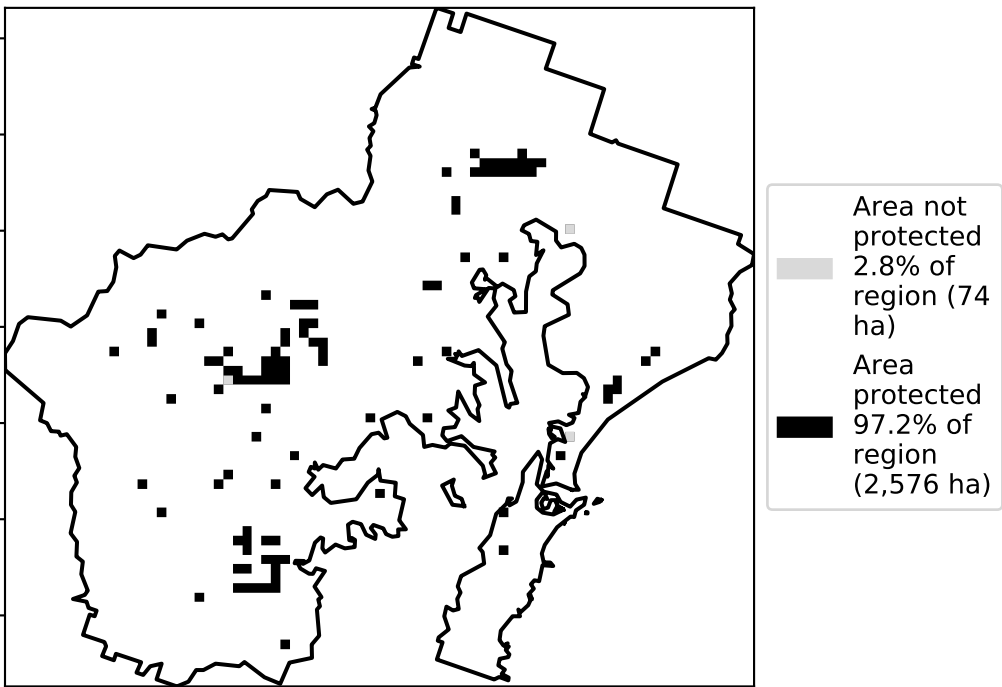 Area not
protected
2.8% of
region (74
ha)
Area
protected
97.2% of
region
(2,576 ha)